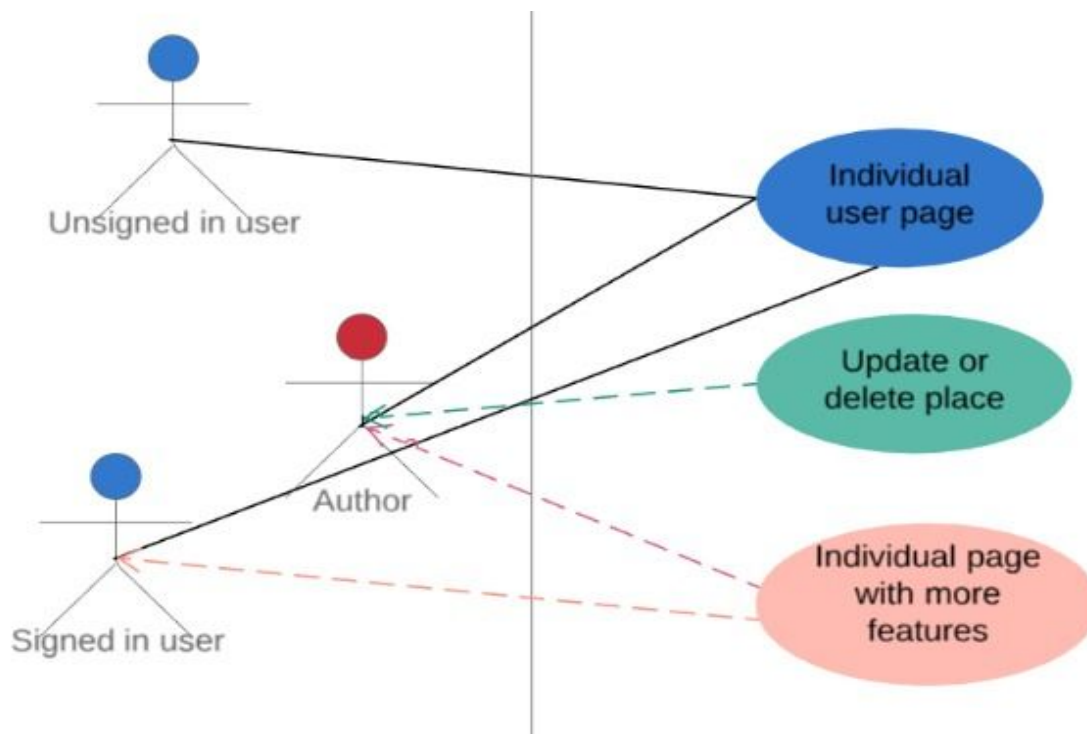 Unsigned in user
Individual
user page
Author
Update or
delete place
Signed in user
Individual page
with more
features